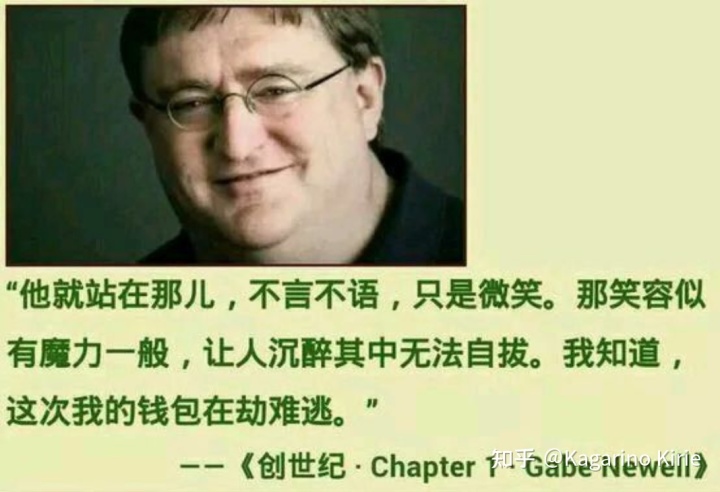 “他就站在那儿，不言不语，只是微笑。那笑容似
有魔力一般，让人沉醉其中无法自拔。我知道，
这次我的钱包在劫难逃。”
——《创世纪 · Chapter 1 · Gabe Newell》
知乎 @Kagarino Kirie